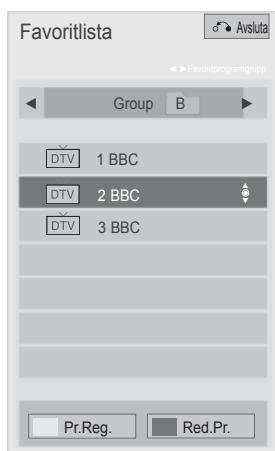 Favoritlista
Avsluta
◄ ►Favoritprogramgrupp
◄ Group B ►
DTV 1 BBC
DTV 2 BBC
DTV 3 BBC
Pr.Reg. Red.Pr.